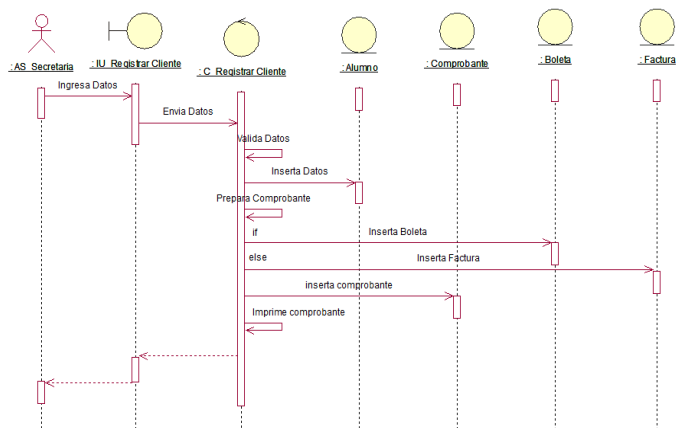 : AS_Secretaria
: IU_Registrar Cliente
: C_Registrar Cliente
: Alumno
: Comprobante
: Boleta
: Factura
Ingresa Datos
Envia Datos
Valida Datos
Inserta Datos
Prepara Comprobante
if
Inserta Boleta
else
Inserta Factura
inserta comprobante
Imprime comprobante